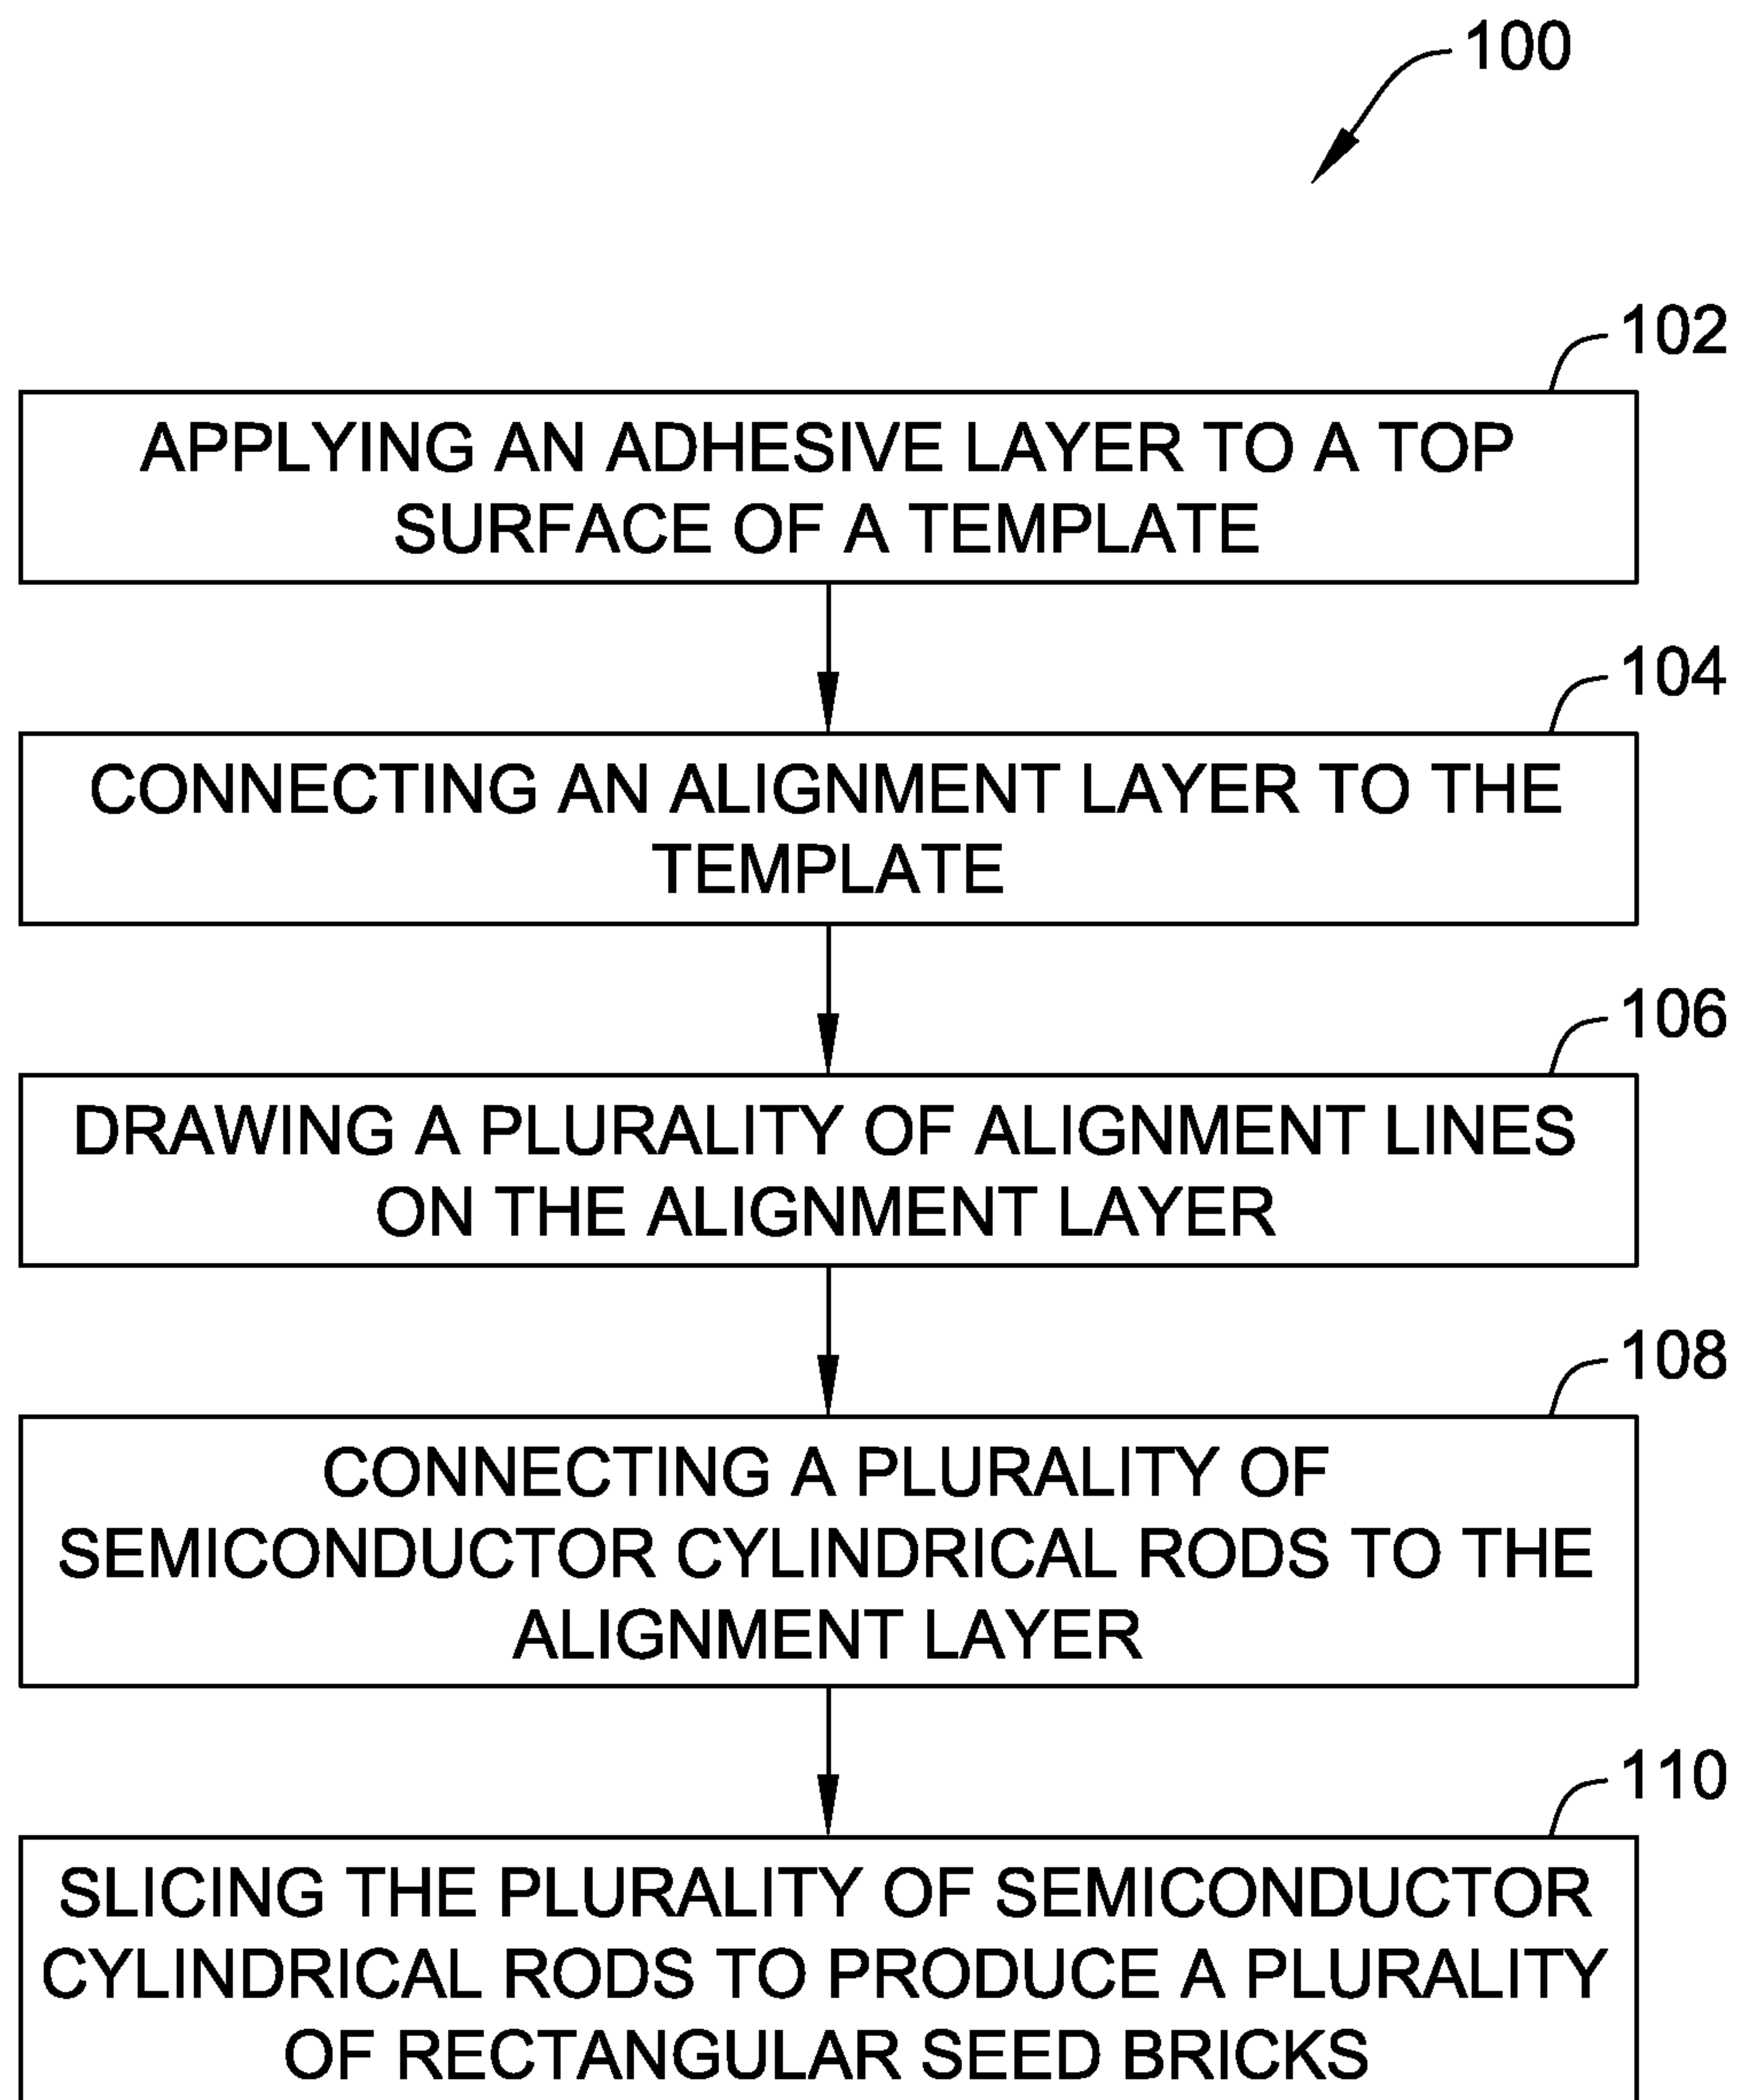 100
102
APPLYING AN ADHESIVE LAYER TO A TOP
SURFACE OF A TEMPLATE
104
CONNECTING AN ALIGNMENT LAYER TO THE
TEMPLATE
106
DRAWING A PLURALITY OF ALIGNMENT LINES
ON THE ALIGNMENT LAYER
108
CONNECTING A PLURALITY OF
SEMICONDUCTOR CYLINDRICAL RODS TO THE
ALIGNMENT LAYER
110
SLICING THE PLURALITY OF SEMICONDUCTOR
CYLINDRICAL RODS TO PRODUCE A PLURALITY
OF RECTANGULAR SEED BRICKS